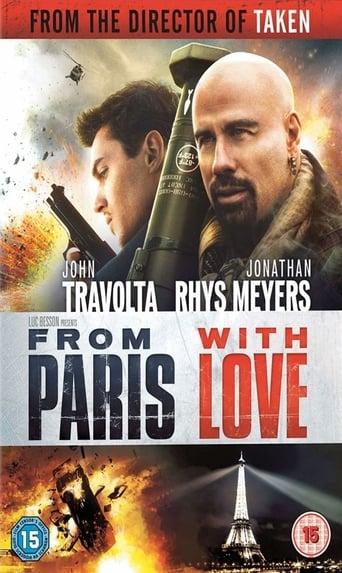 FROM THE DIRECTOR OF TAKEN
120°F
JOHN
TRAVOLTA
JONATHAN
RHYS MEYERS
LUC BESSON PRESENTS
FROM
PARIS
WITH
LOVE
15
15